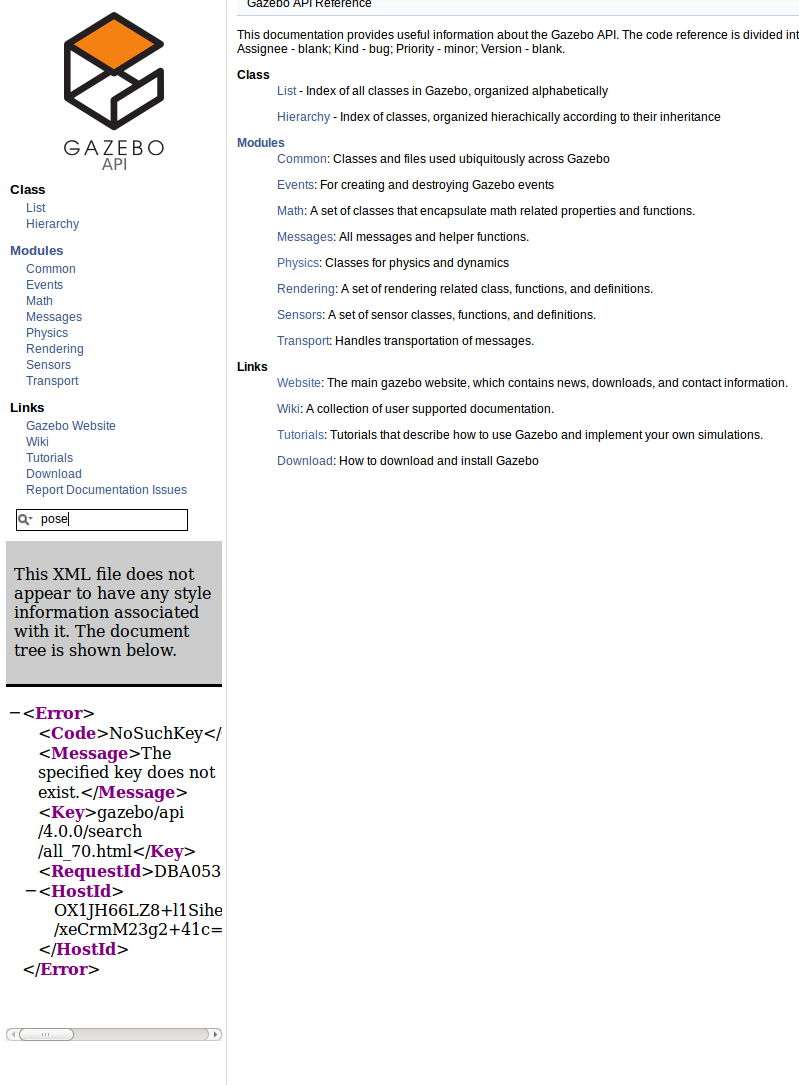 GAZEBO
API
Class
List
Hierarchy
Modules
Common
Events
Math
Messages
Physics
Rendering
Sensors
Transport
Links
Gazebo Website
Wiki
Tutorials
Download
Report Documentation Issues
pose
This XML file does not
appear to have any style
information associated
with it. The document
tree is shown below.
−<Error>
<Code>NoSuchKey</
<Message>The
specified key does not
exist.</Message>
<Key>gazebo/api
/4.0.0/search
/all_70.html</Key>
<RequestId>DBA053
−<HostId>
OX1JH66LZ8+l1Sihe
/xeCrmM23g2+41c=
</HostId>
</Error>
Gazebo API Reference
This documentation provides useful information about the Gazebo API. The code reference is divided int
Assignee - blank; Kind - bug; Priority - minor; Version - blank.
Class
List - Index of all classes in Gazebo, organized alphabetically
Hierarchy - Index of classes, organized hierachically according to their inheritance
Modules
Common: Classes and files used ubiquitously across Gazebo
Events: For creating and destroying Gazebo events
Math: A set of classes that encapsulate math related properties and functions.
Messages: All messages and helper functions.
Physics: Classes for physics and dynamics
Rendering: A set of rendering related class, functions, and definitions.
Sensors: A set of sensor classes, functions, and definitions.
Transport: Handles transportation of messages.
Links
Website: The main gazebo website, which contains news, downloads, and contact information.
Wiki: A collection of user supported documentation.
Tutorials: Tutorials that describe how to use Gazebo and implement your own simulations.
Download: How to download and install Gazebo